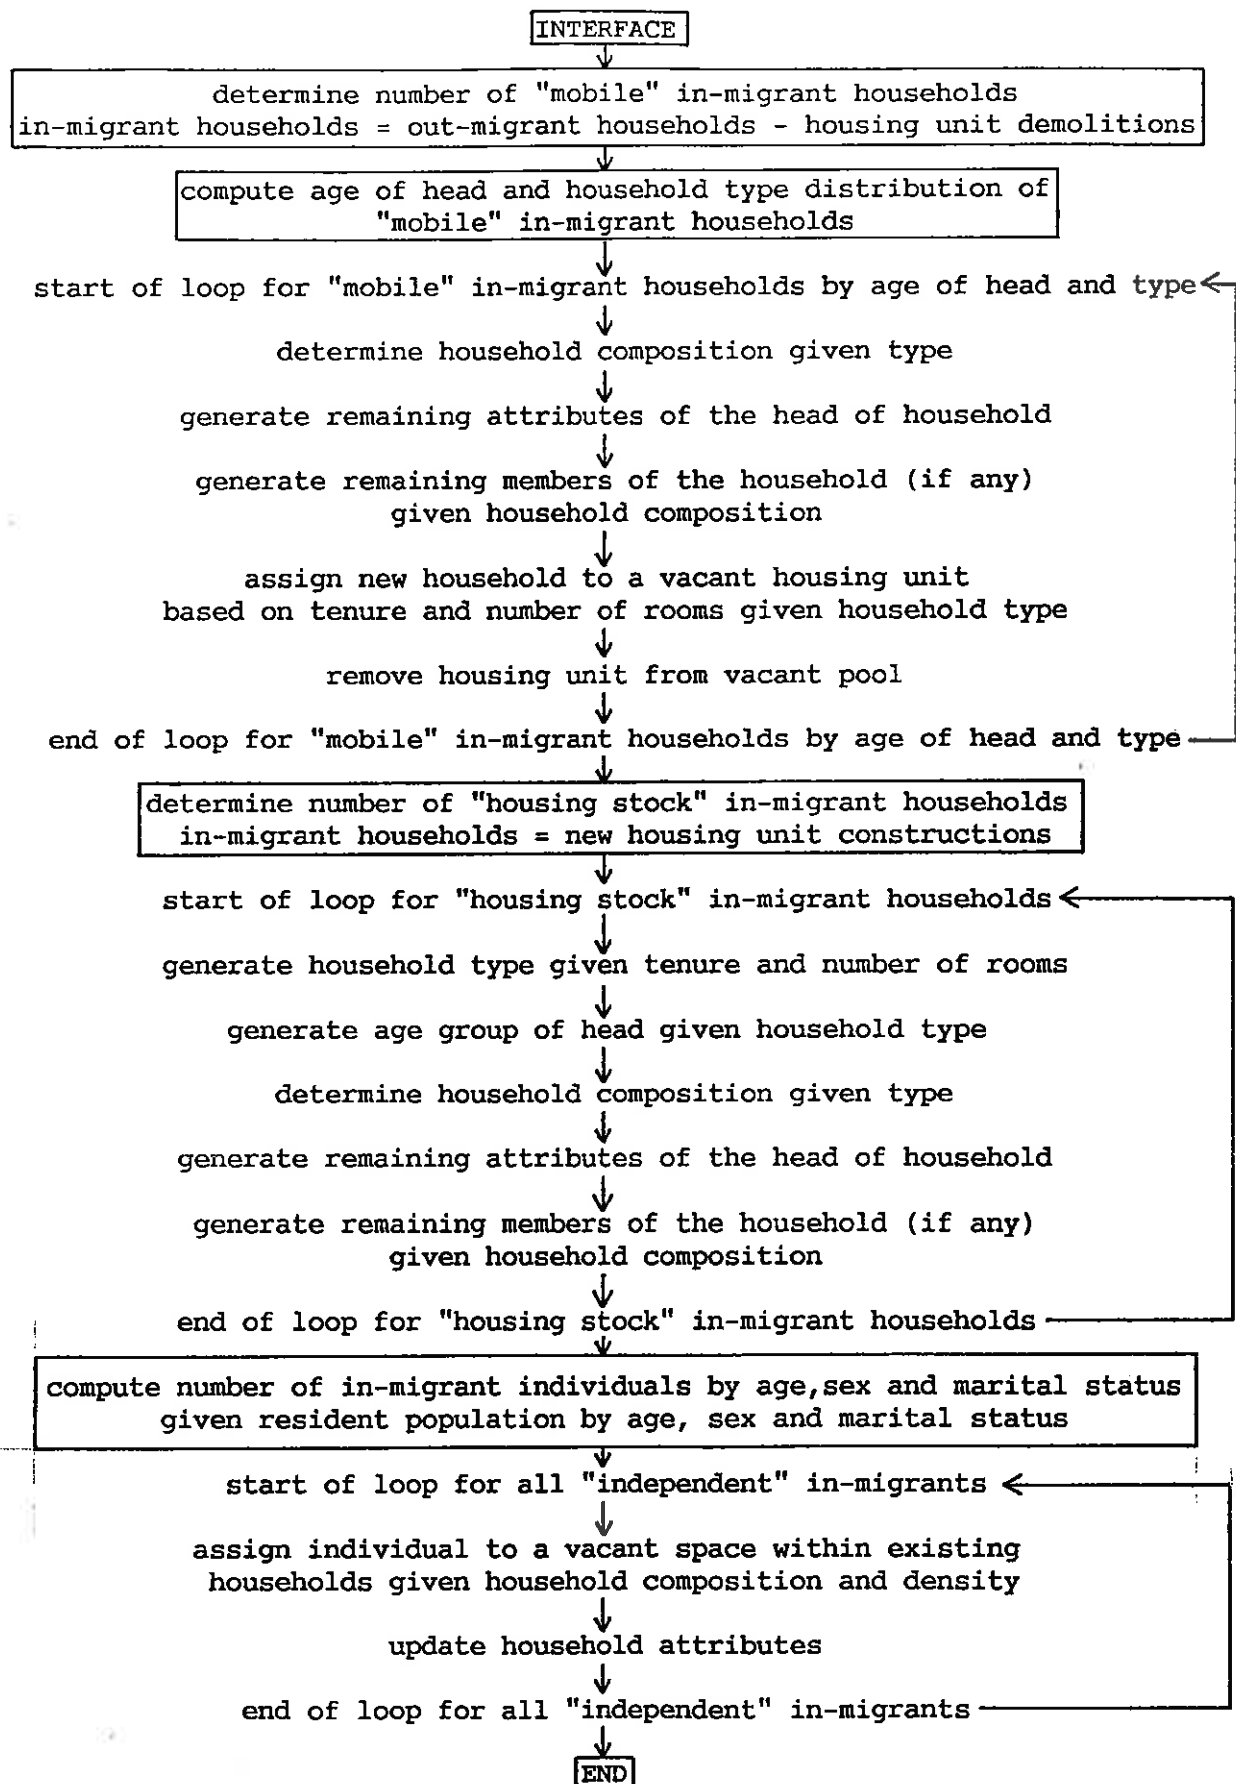 INTERFACE
determine number of "mobile" in-migrant households
in-migrant households = out-migrant households - housing unit demolitions
compute age of head and household type distribution of
"mobile" in-migrant households
start of loop for "mobile" in-migrant households by age of head and type
determine household composition given type
generate remaining attributes of the head of household
generate remaining members of the household (if any)
given household composition
assign new household to a vacant housing unit
based on tenure and number of rooms given household type
remove housing unit from vacant pool
end of loop for "mobile" in-migrant households by age of head and type
determine number of "housing stock" in-migrant households
in-migrant households = new housing unit constructions
start of loop for "housing stock" in-migrant households
generate household type given tenure and number of rooms
generate age group of head given household type
determine household composition given type
generate remaining attributes of the head of household
generate remaining members of the household (if any)
given household composition
end of loop for "housing stock" in-migrant households
compute number of in-migrant individuals by age,sex and marital status
given resident population by age, sex and marital status
start of loop for all "independent" in-migrants
assign individual to a vacant space within existing
households given household composition and density
update household attributes
end of loop for all "independent" in-migrants
END